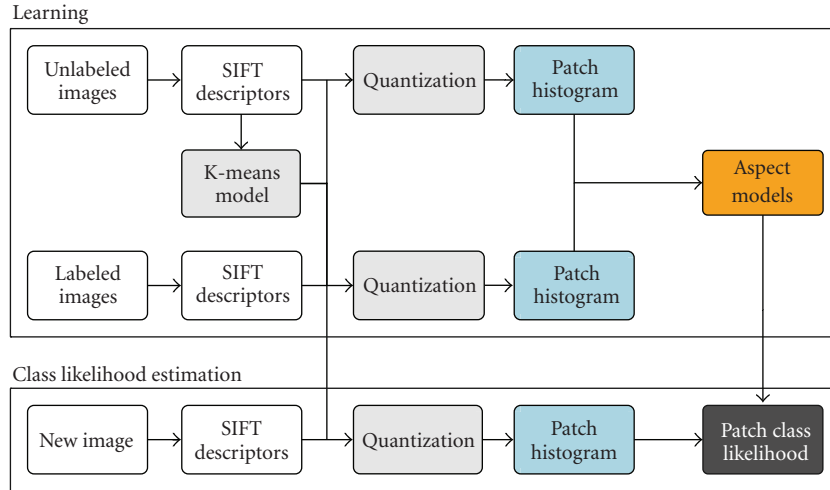 Learning
Unlabeled
images
SIFT
descriptors
Quantization
Patch
histogram
K-means
model
Aspect
models
Labeled
images
SIFT
descriptors
Quantization
Patch
histogram
Class likelihood estimation
New image
SIFT
descriptors
Quantization
Patch
histogram
Patch class
likelihood